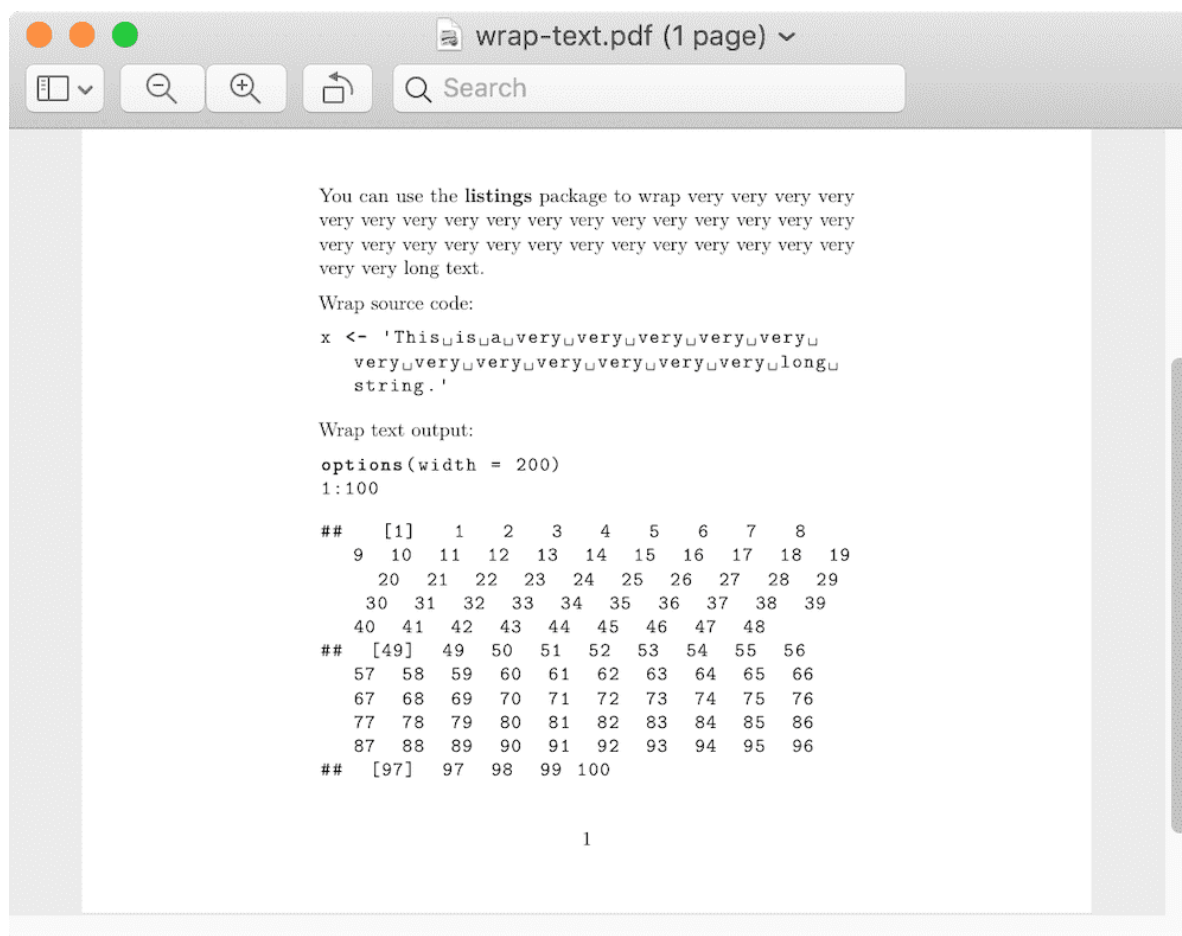 wrap-text.pdf (1 page)
Search
You can use the listings package to wrap very very very very
very very very very very very very very very very very very very
very very very very very very very very very very very very very
very very long text.
Wrap source code:
x <- 'This␣is␣a␣very␣very␣very␣very␣very␣
very␣very␣very␣very␣very␣very␣very␣long␣
string.'
Wrap text output:
options(width = 200)
1:100
## [1] 1 2 3 4 5 6 7 8
9 10 11 12 13 14 15 16 17 18 19
20 21 22 23 24 25 26 27 28 29
30 31 32 33 34 35 36 37 38 39
40 41 42 43 44 45 46 47 48
## [49] 49 50 51 52 53 54 55 56
57 58 59 60 61 62 63 64 65 66
67 68 69 70 71 72 73 74 75 76
77 78 79 80 81 82 83 84 85 86
87 88 89 90 91 92 93 94 95 96
## [97] 97 98 99 100
1